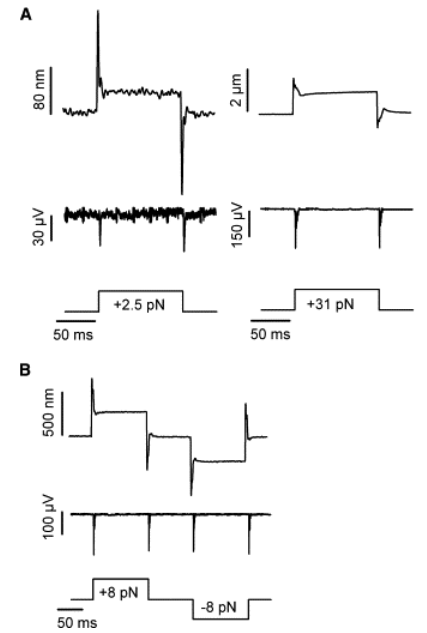 A
80 nm
2 µm
30 µV
150 µV
+2.5 pN
+31 pN
50 ms
50 ms
B
500 nm
100 µV
+8 pN
-8 pN
50 ms